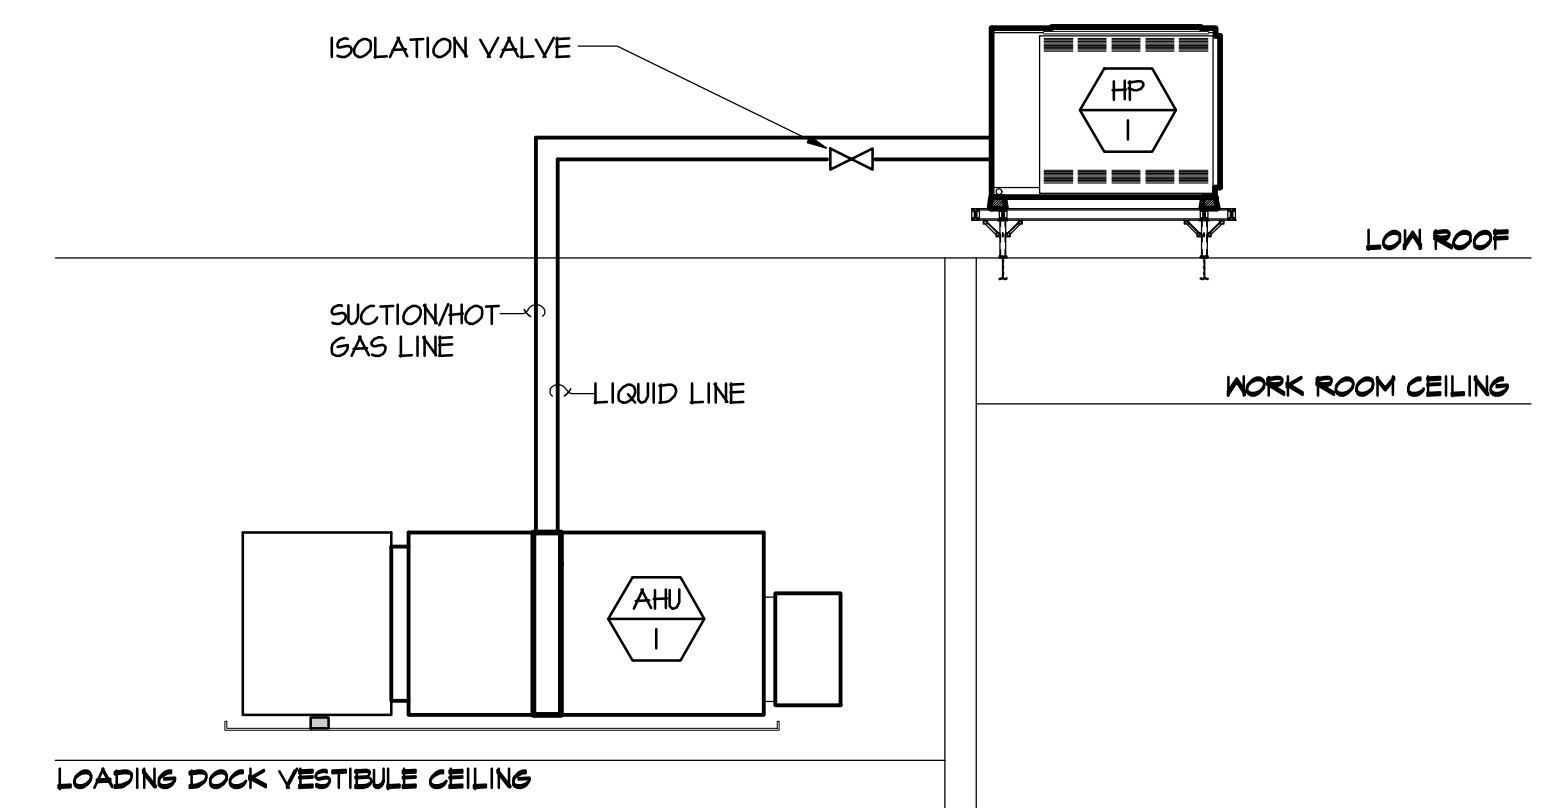 ISOLATION VALVE
HP
1
LOW ROOF
SUCTION/HOT
GAS LINE
LIQUID LINE
WORK ROOM CEILING
AHU
1
LOADING DOCK VESTIBULE CEILING